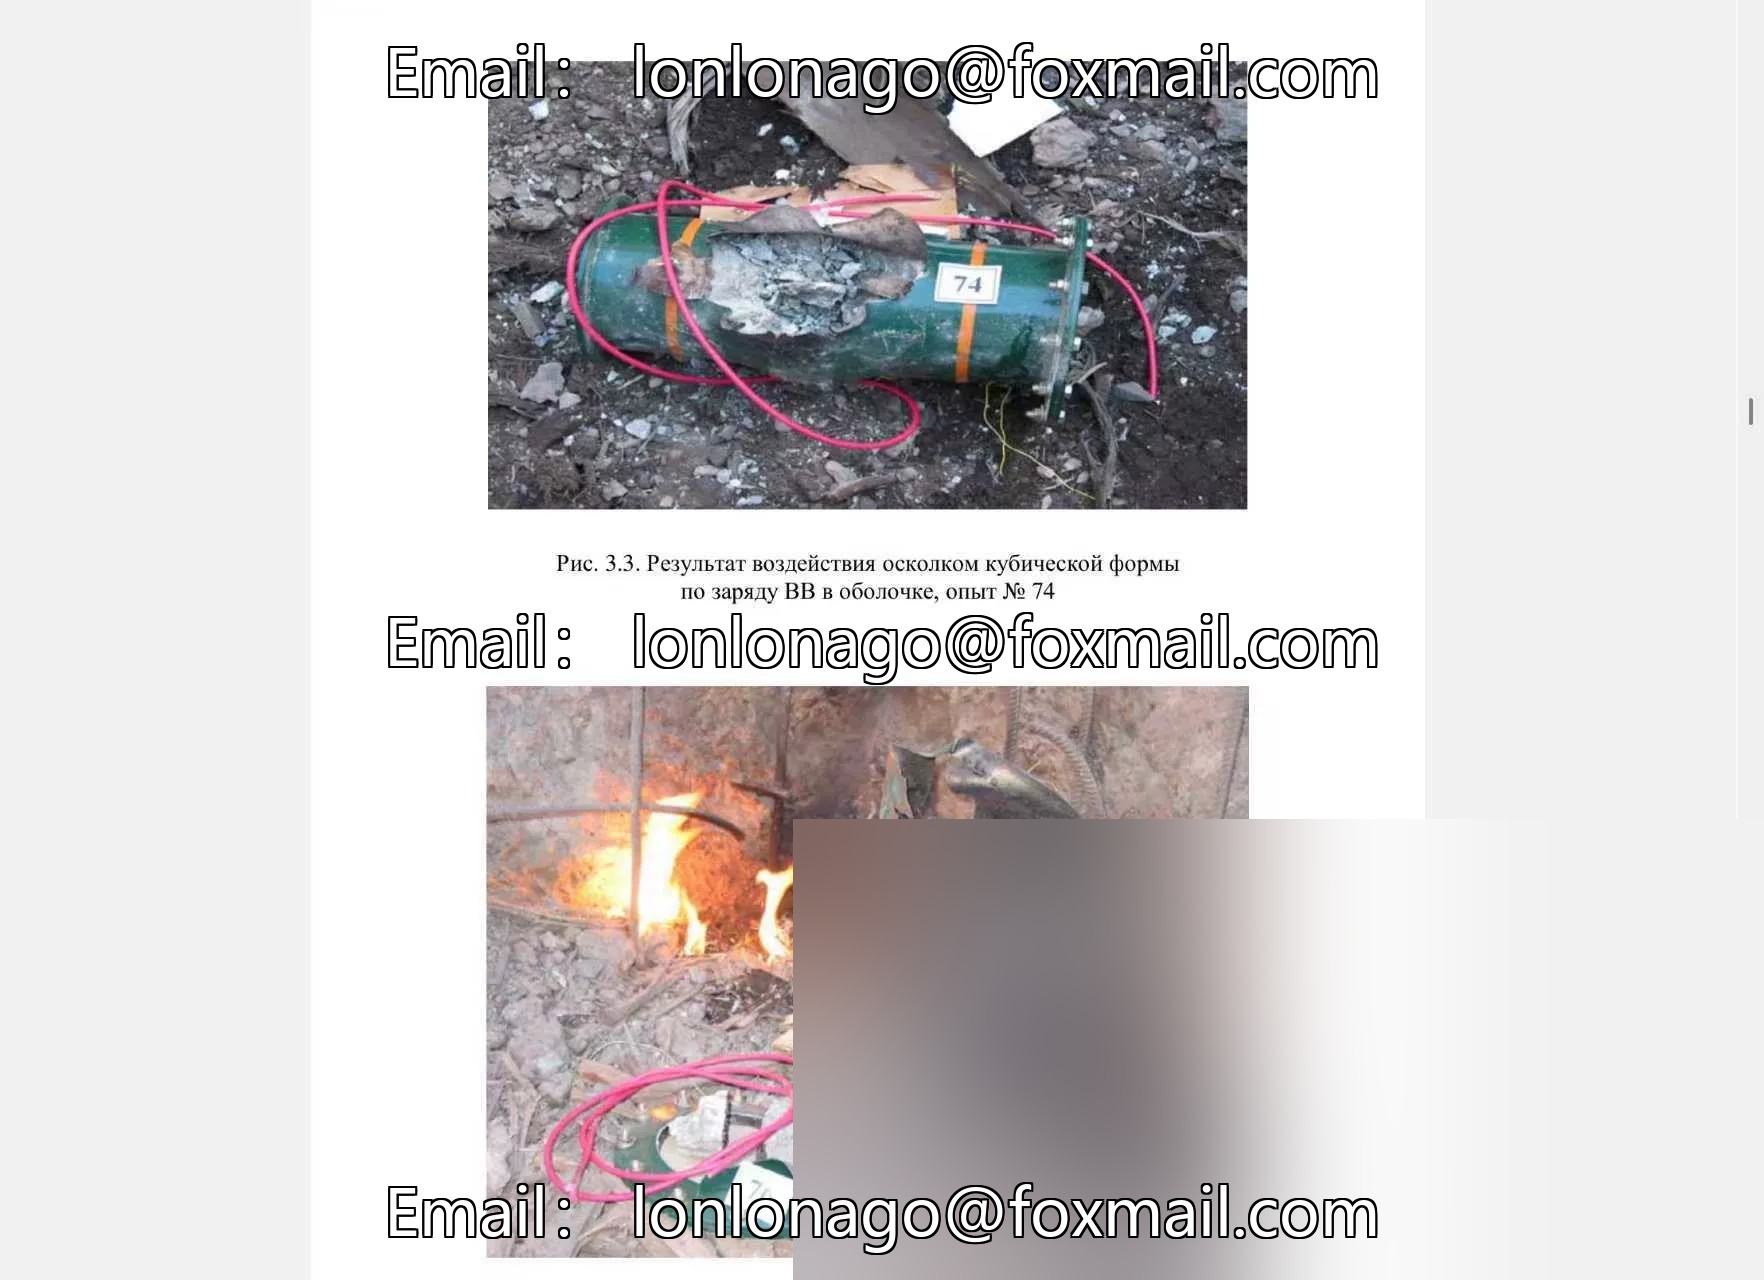 Email： lonlonago@foxmail.com
74
Рис. 3.3. Результат воздействия осколком кубической формы
по заряду ВВ в оболочке, опыт № 74
Email： lonlonago@foxmail.com
Email： lonlonago@foxmail.com